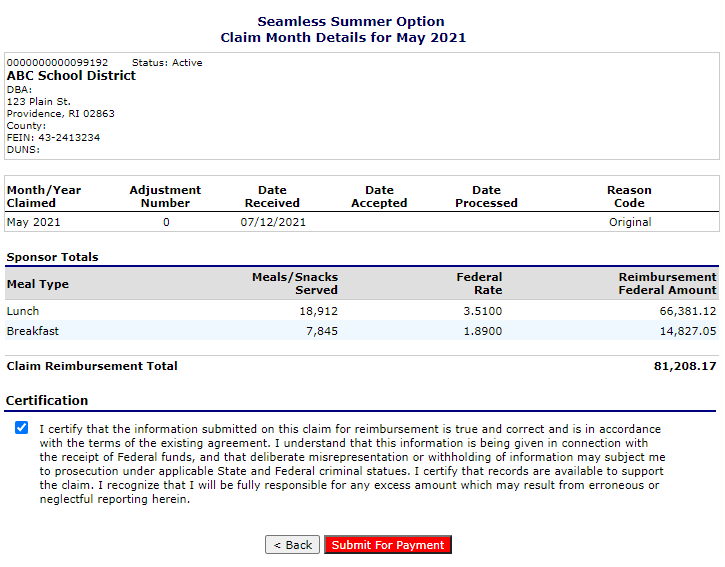 Seamless Summer Option
Claim Month Details for May 2021
0000000000099192 Status: Active
ABC School District
DBA:
123 Plain St.
Providence, RI 02863
County:
FEIN: 43-2413234
DUNS:
Month/Year Claimed Adjustment Number Date Received Date Accepted Date Processed Reason Code
May 2021 0 07/12/2021 Original
Sponsor Totals
Meal Type Meals/Snacks Served Federal Rate Reimbursement Federal Amount
Lunch 18,912 3.5100 66,381.12
Breakfast 7,845 1.8900 14,827.05
Claim Reimbursement Total 81,208.17
Certification
I certify that the information submitted on this claim for reimbursement is true and correct and is in accordance
with the terms of the existing agreement. I understand that this information is being given in connection with
the receipt of Federal funds, and that deliberate misrepresentation or withholding of information may subject me
to prosecution under applicable State and Federal criminal statues. I certify that records are available to support
the claim. I recognize that I will be fully responsible for any excess amount which may result from erroneous or
neglectful reporting herein.
< Back Submit For Payment